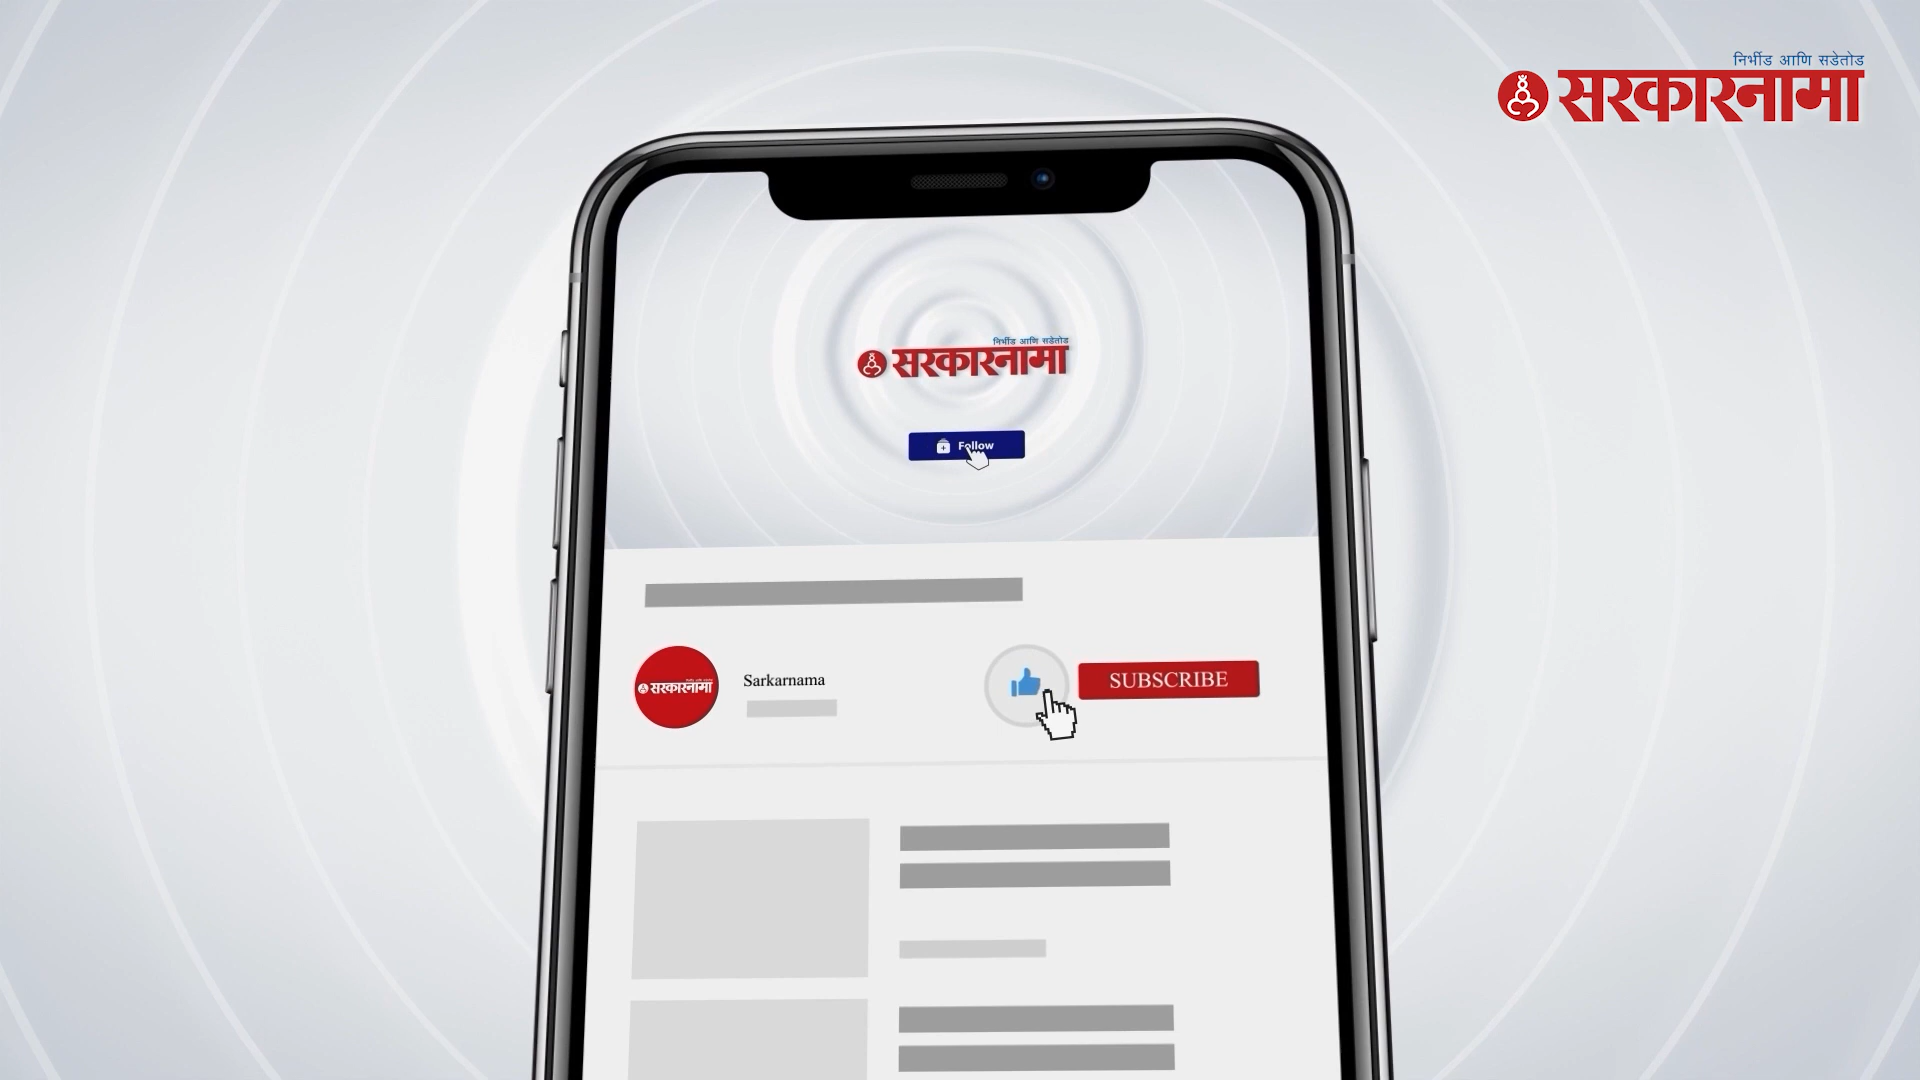 निर्भीड आणि सडेतोड
सरकारनामा
निर्भीड आणि सडेतोड
सरकारनामा
Follow
सरकारनामा
Sarkarnama
SUBSCRIBE